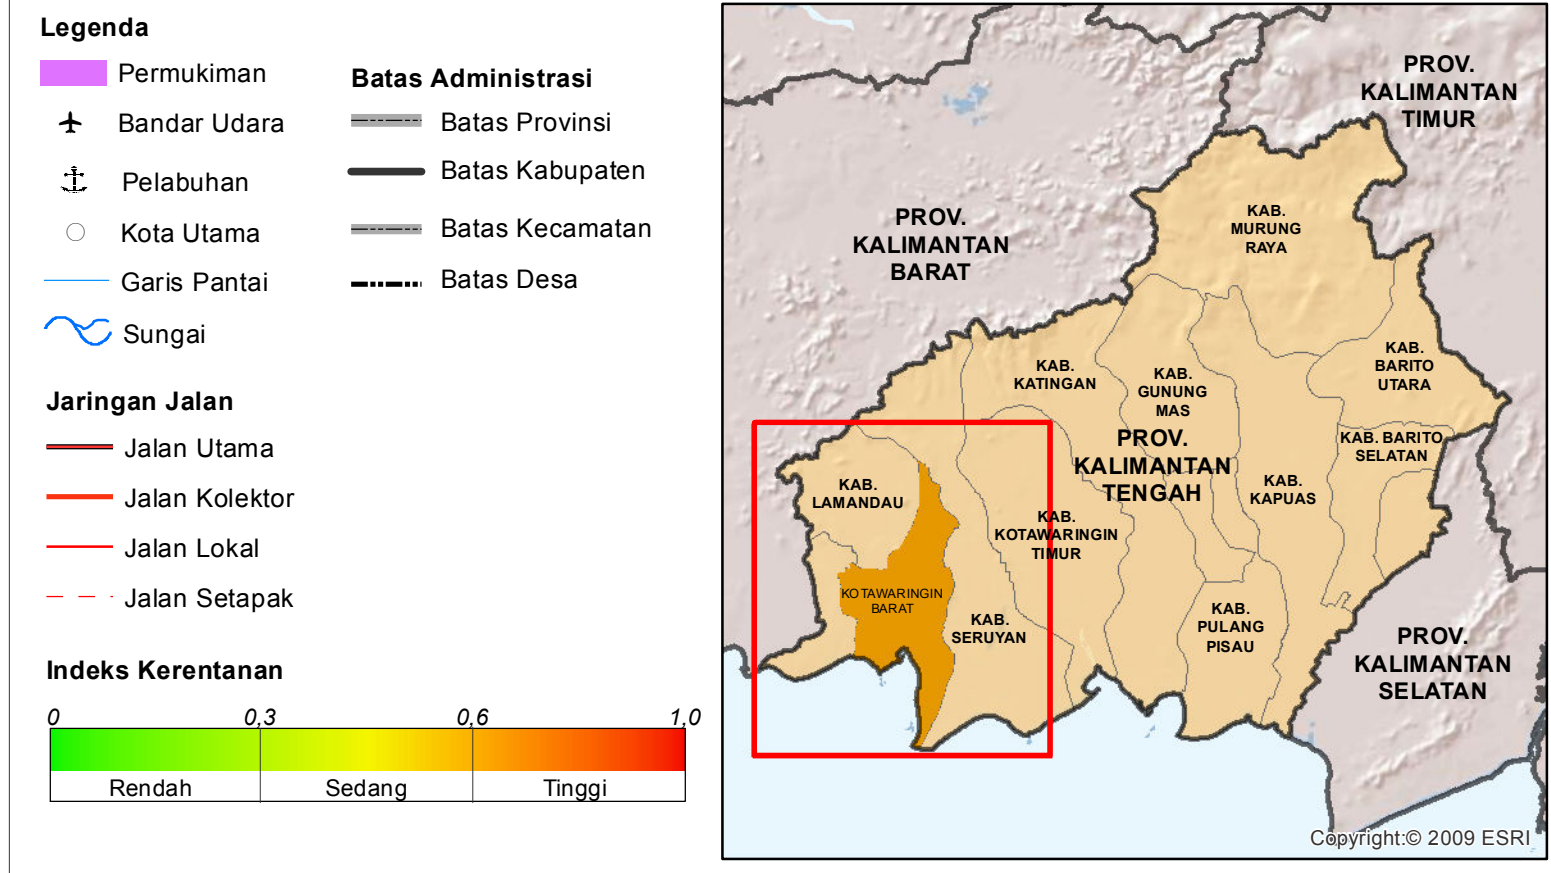 Legenda
Permukiman
Bandar Udara
Pelabuhan
Kota Utama
Garis Pantai
Sungai
Batas Administrasi
Batas Provinsi
Batas Kabupaten
Batas Kecamatan
Batas Desa
Jaringan Jalan
Jalan Utama
Jalan Kolektor
Jalan Lokal
Jalan Setapak
Indeks Kerentanan
0 0,3 0,6 1,0
Rendah Sedang Tinggi
PROV.
KALIMANTAN
TIMUR
PROV.
KALIMANTAN
BARAT
KAB.
MURUNG
RAYA
KAB.
BARITO
UTARA
KAB.
KATINGAN
KAB.
GUNUNG
MAS
KAB. BARITO
SELATAN
PROV.
KALIMANTAN
TENGAH
KAB.
LAMANDAU
KAB.
KAPUAS
KAB.
KOTAWARINGIN
TIMUR
KOTAWARINGIN
BARAT
KAB.
SERUYAN
KAB.
PULANG
PISAU
PROV.
KALIMANTAN
SELATAN
Copyright:© 2009 ESRI